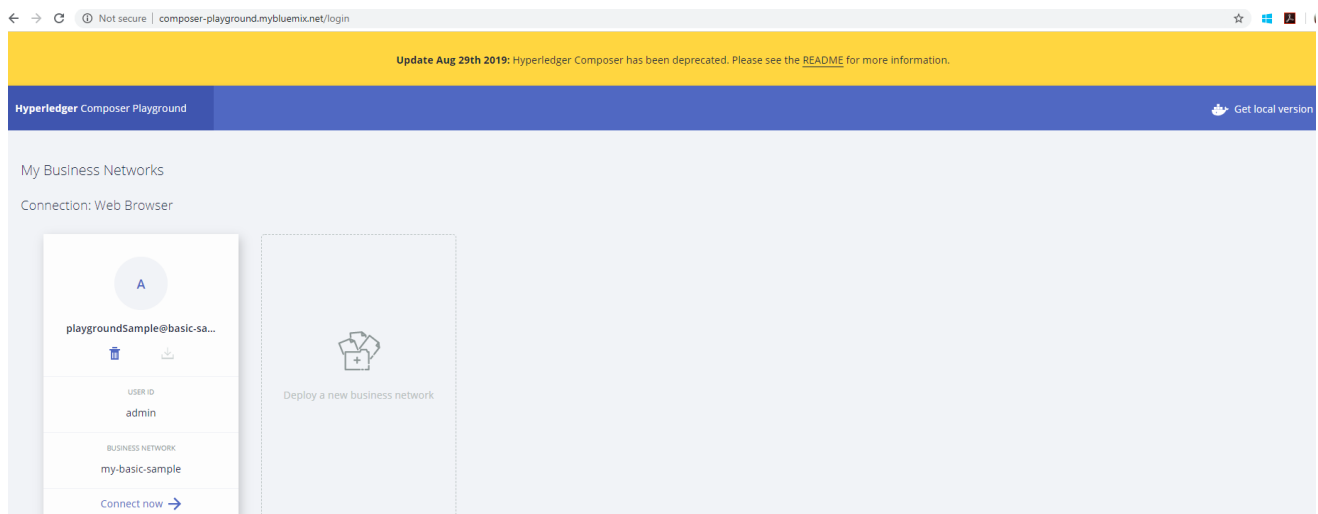 Not secure | composer-playground.mybluemix.net/login
Update Aug 29th 2019: Hyperledger Composer has been deprecated. Please see the README for more information.
Hyperledger Composer Playground
Get local version
My Business Networks
Connection: Web Browser
A
playgroundSample@basic-sa...
Deploy a new business network
USER ID
admin
BUSINESS NETWORK
my-basic-sample
Connect now